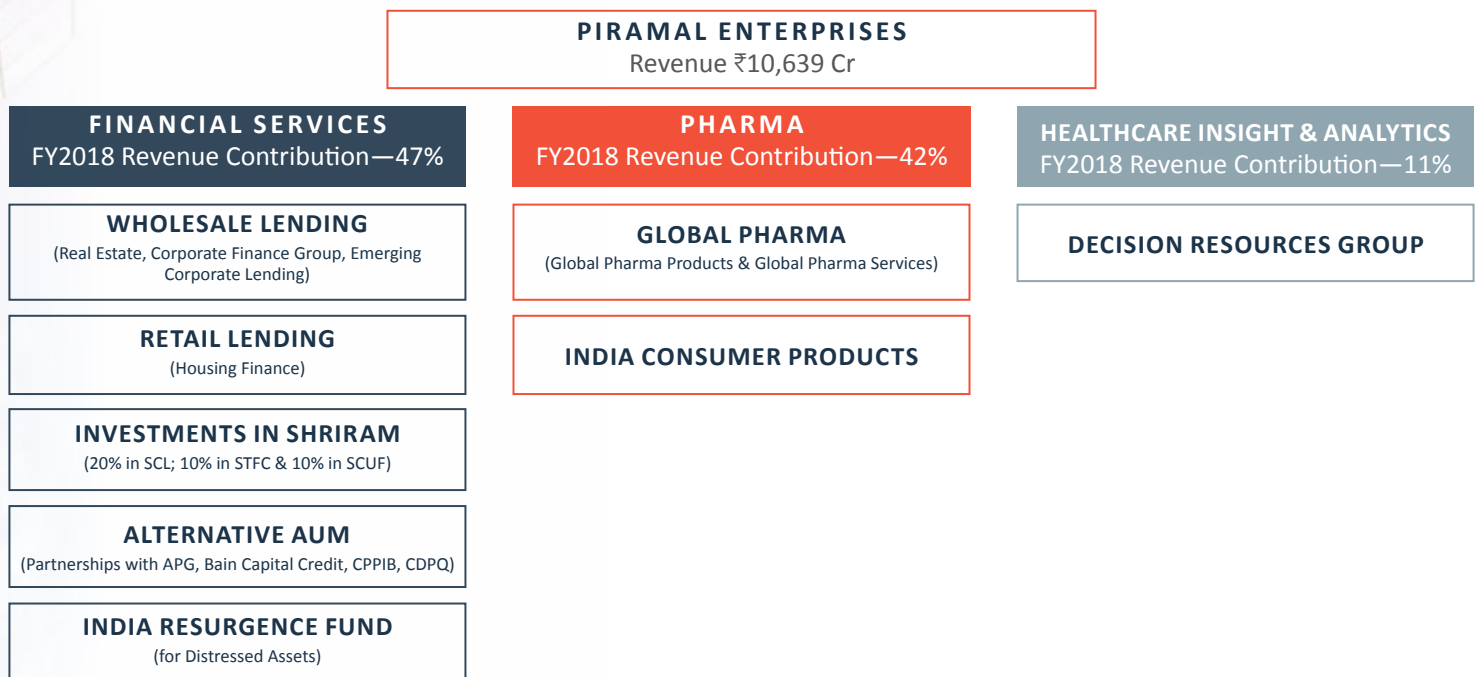 PIRAMAL ENTERPRISES
Revenue ₹10,639 Cr
FINANCIAL SERVICES
FY2018 Revenue Contribution—47%
WHOLESALE LENDING
(Real Estate, Corporate Finance Group, Emerging
Corporate Lending)
RETAIL LENDING
(Housing Finance)
INVESTMENTS IN SHRIRAM
(20% in SCL; 10% in STFC & 10% in SCUF)
ALTERNATIVE AUM
(Partnerships with APG, Bain Capital Credit, CPPIB, CDPQ)
INDIA RESURGENCE FUND
(for Distressed Assets)
PHARMA
FY2018 Revenue Contribution—42%
GLOBAL PHARMA
(Global Pharma Products & Global Pharma Services)
INDIA CONSUMER PRODUCTS
HEALTHCARE INSIGHT & ANALYTICS
FY2018 Revenue Contribution—11%
DECISION RESOURCES GROUP